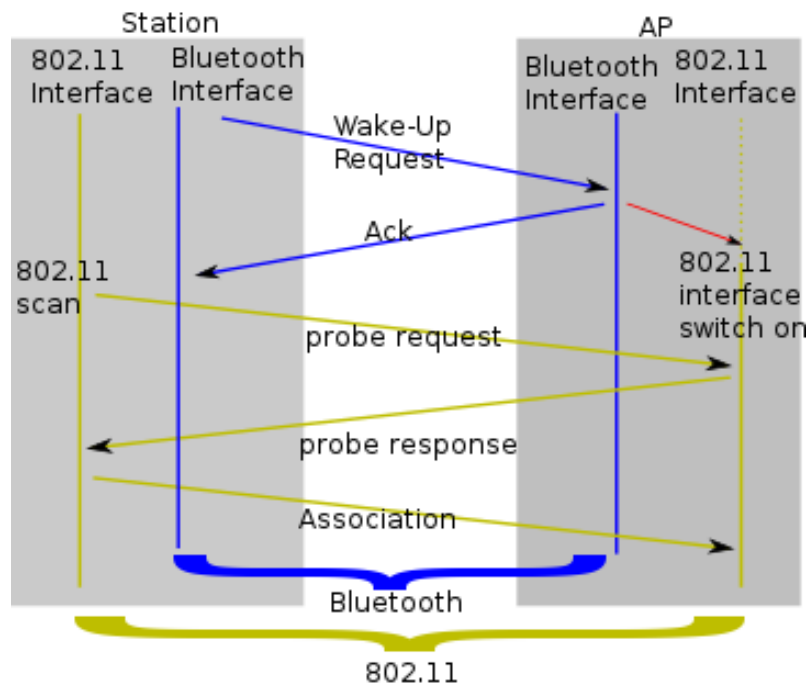 Station
AP
802.11
Interface
Bluetooth
Interface
Bluetooth
Interface
802.11
Interface
Wake-Up
Request
Ack
802.11
scan
802.11
interface
switch on
probe request
probe response
Association
Bluetooth
802.11